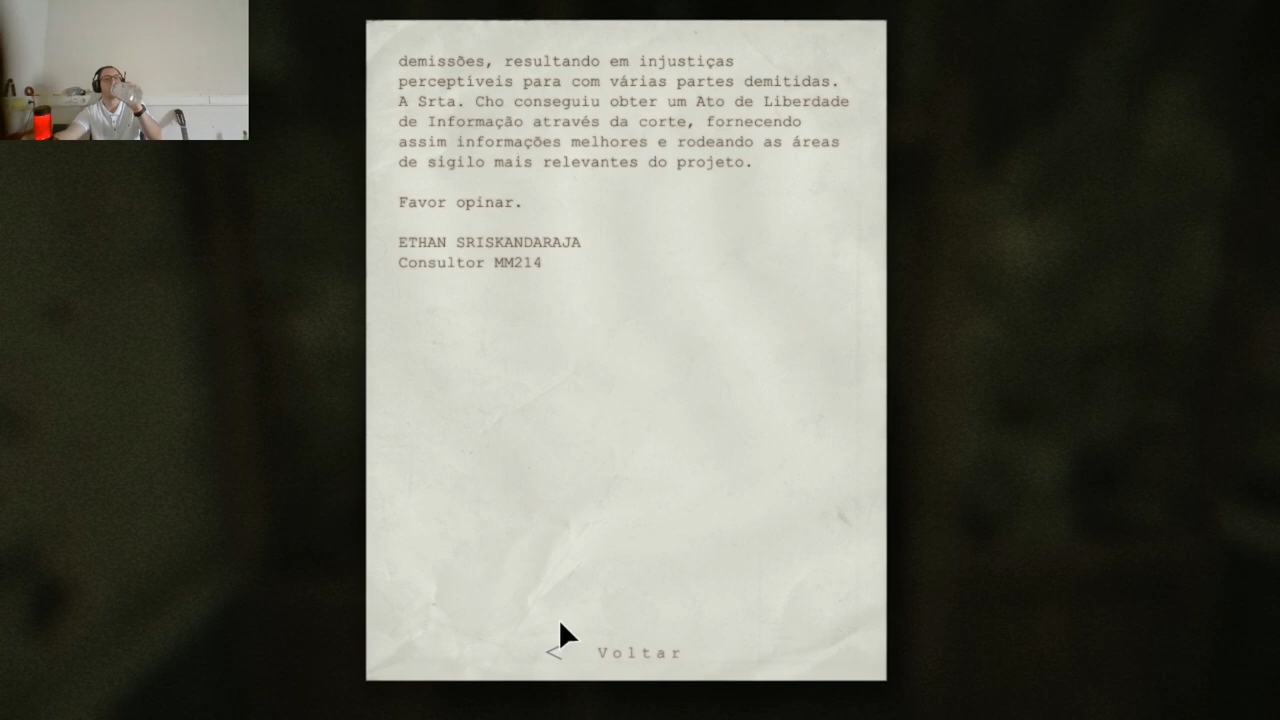 demissões, resultando em injustiças
perceptíveis para com várias partes demitidas.
A Srta. Cho conseguiu obter um Ato de Liberdade
de Informação através da corte, fornecendo
assim informações melhores e rodeando as áreas
de sigilo mais relevantes do projeto.
Favor opinar.
ETHAN SRISKANDARAJA
Consultor MM214
< Voltar